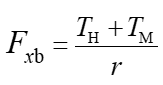 F_xb = (T_H + T_M) / r